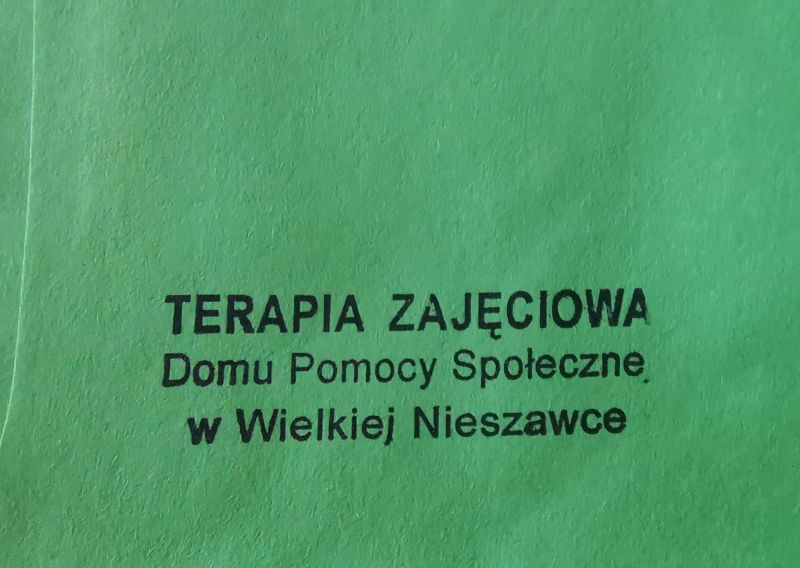 TERAPIA ZAJĘCIOWA
Domu Pomocy Społeczne
w Wielkiej Nieszawce